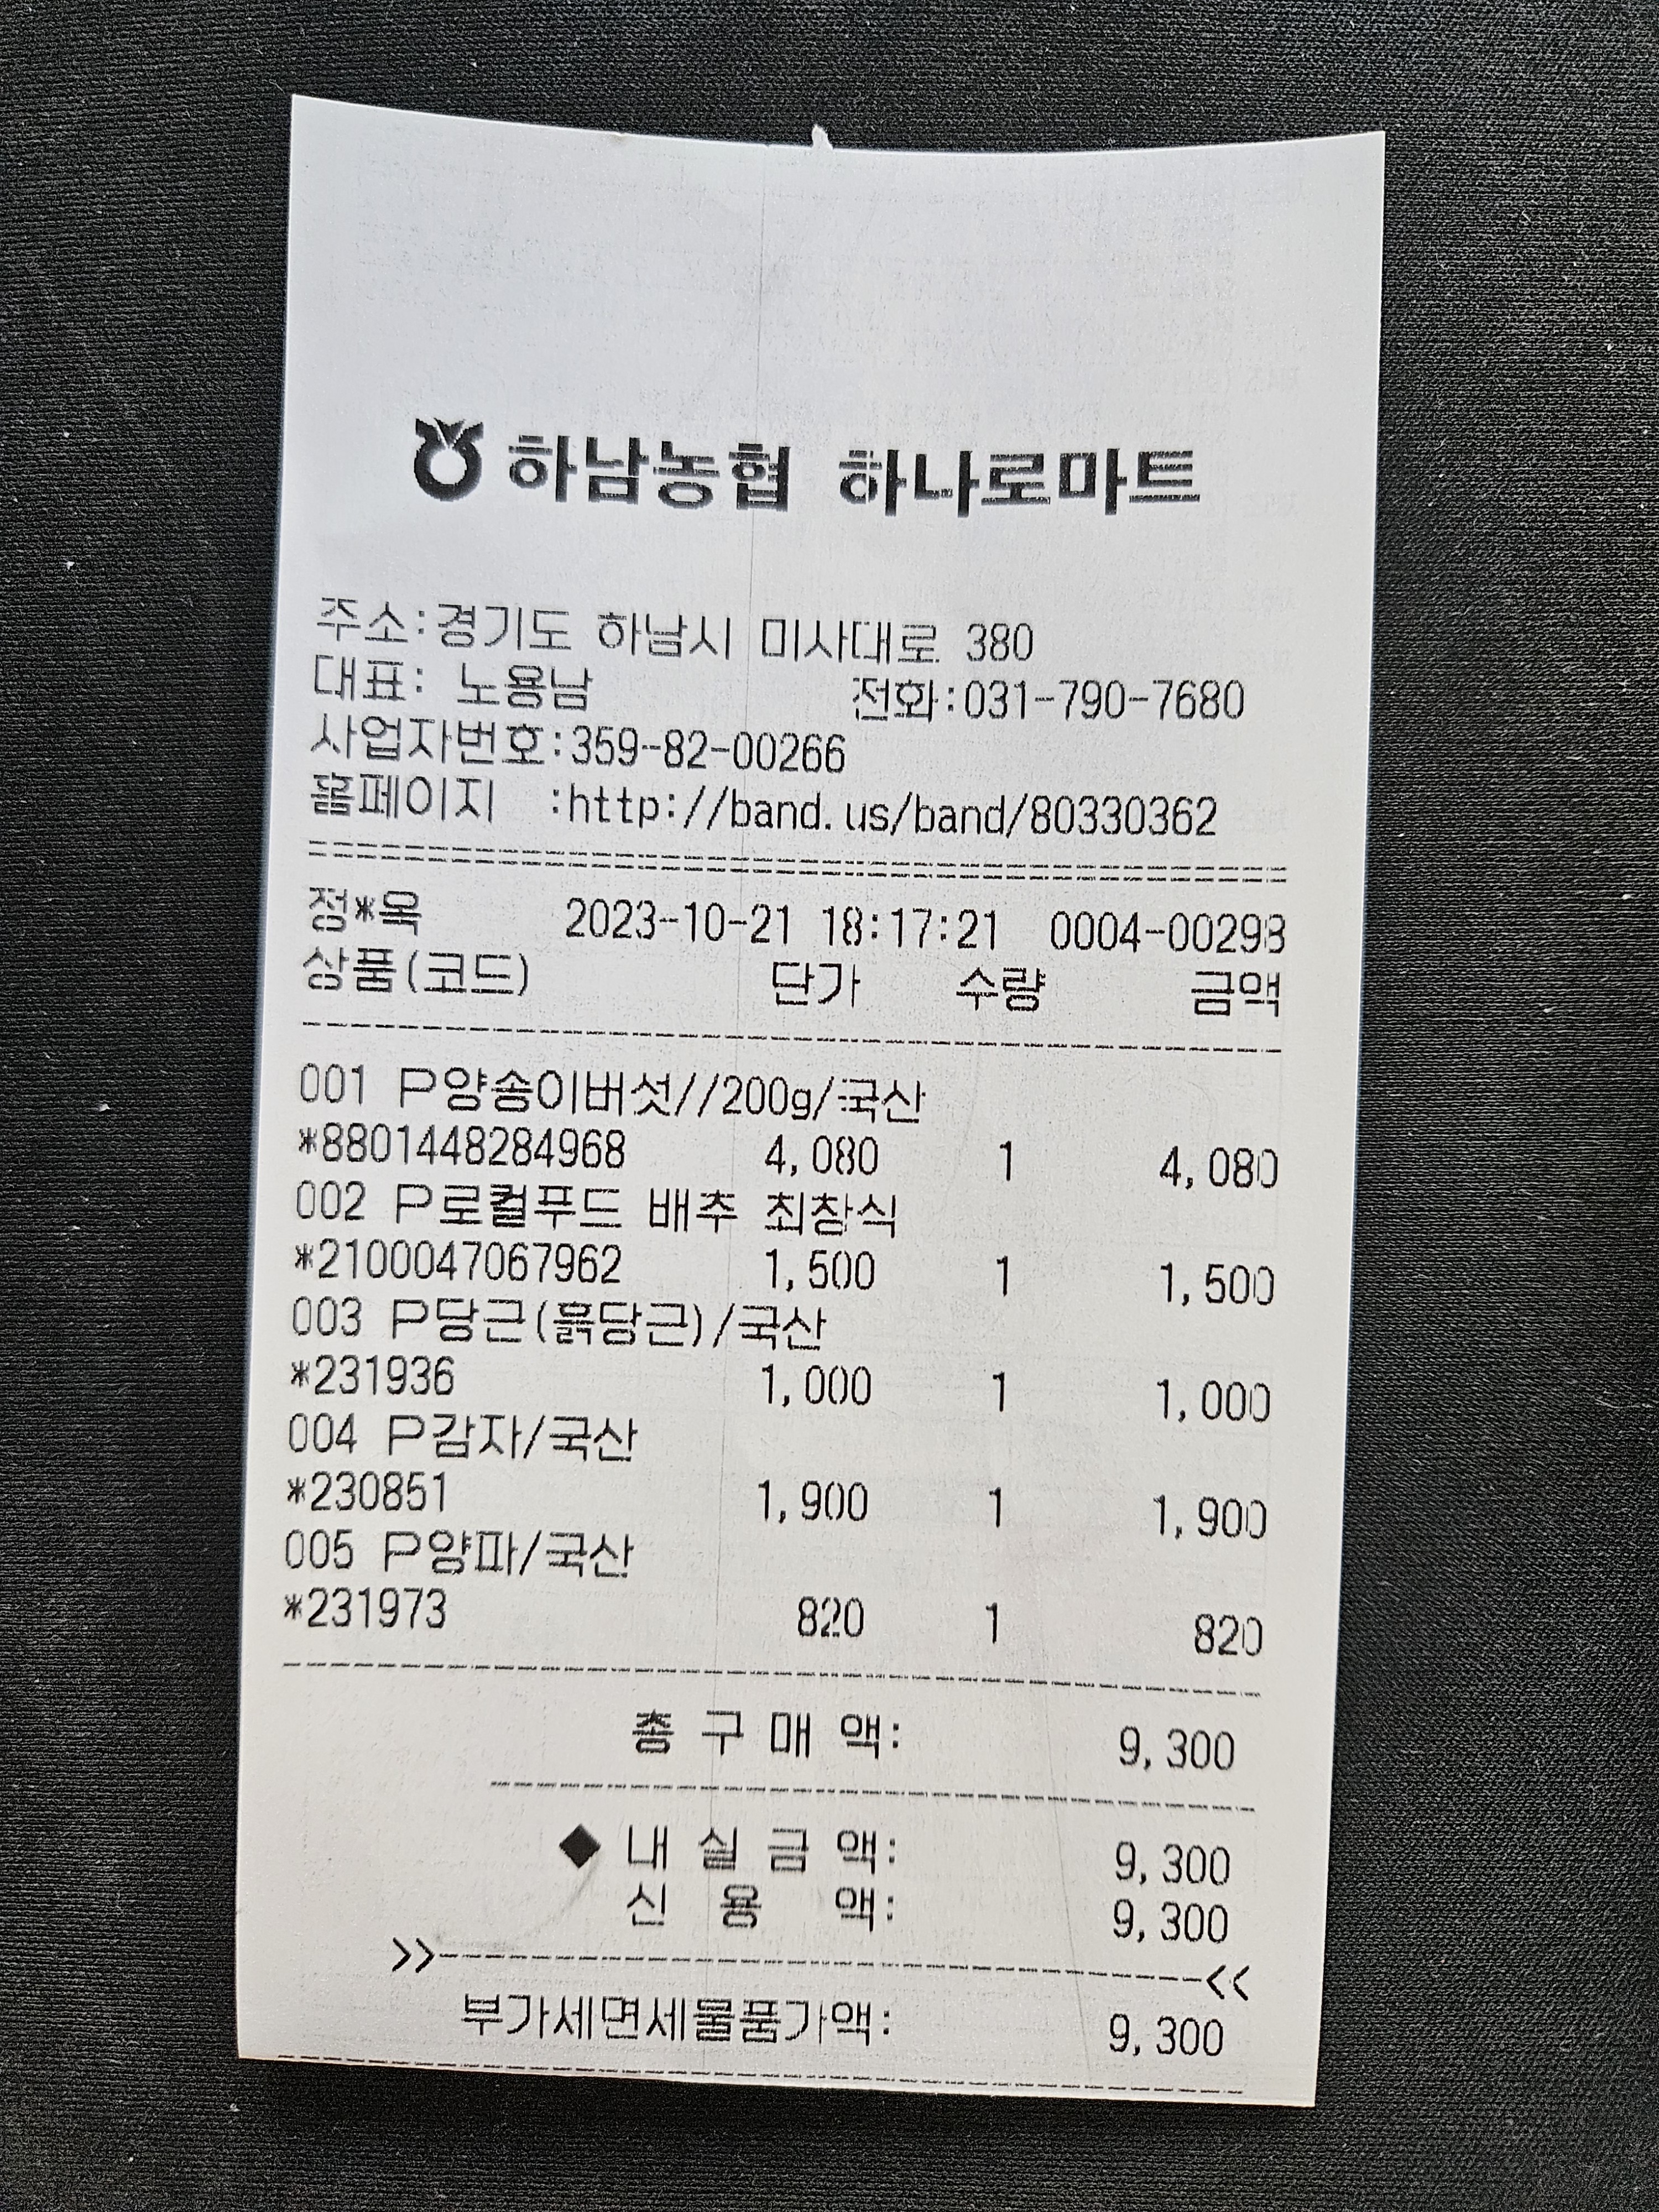 하남농협 하나로마트
주소:경기도 하남시 미사대로 380
대표: 노용남 전화:031-790-7680
사업자번호:359-82-00266
홈페이지 :http://band.us/band/80330362
정*욱 2023-10-21 18:17:21 0004-00298
상품(코드) 단가 수량 금액
001 P양송이버섯//200g/국산
*8801448284968 4,080 1 4,080
002 P로컬푸드 배추 최창식
*2100047067962 1,500 1 1,500
003 P당근(흙당근)/국산
*231936 1,000 1 1,000
004 P감자/국산
*230851 1,900 1 1,900
005 P양파/국산
*231973 820 1 820
총 구 매 액: 9,300
◆ 내 실 금 액: 9,300
신 용 액: 9,300
>>--------------------<<
부가세면세물품가액: 9,300